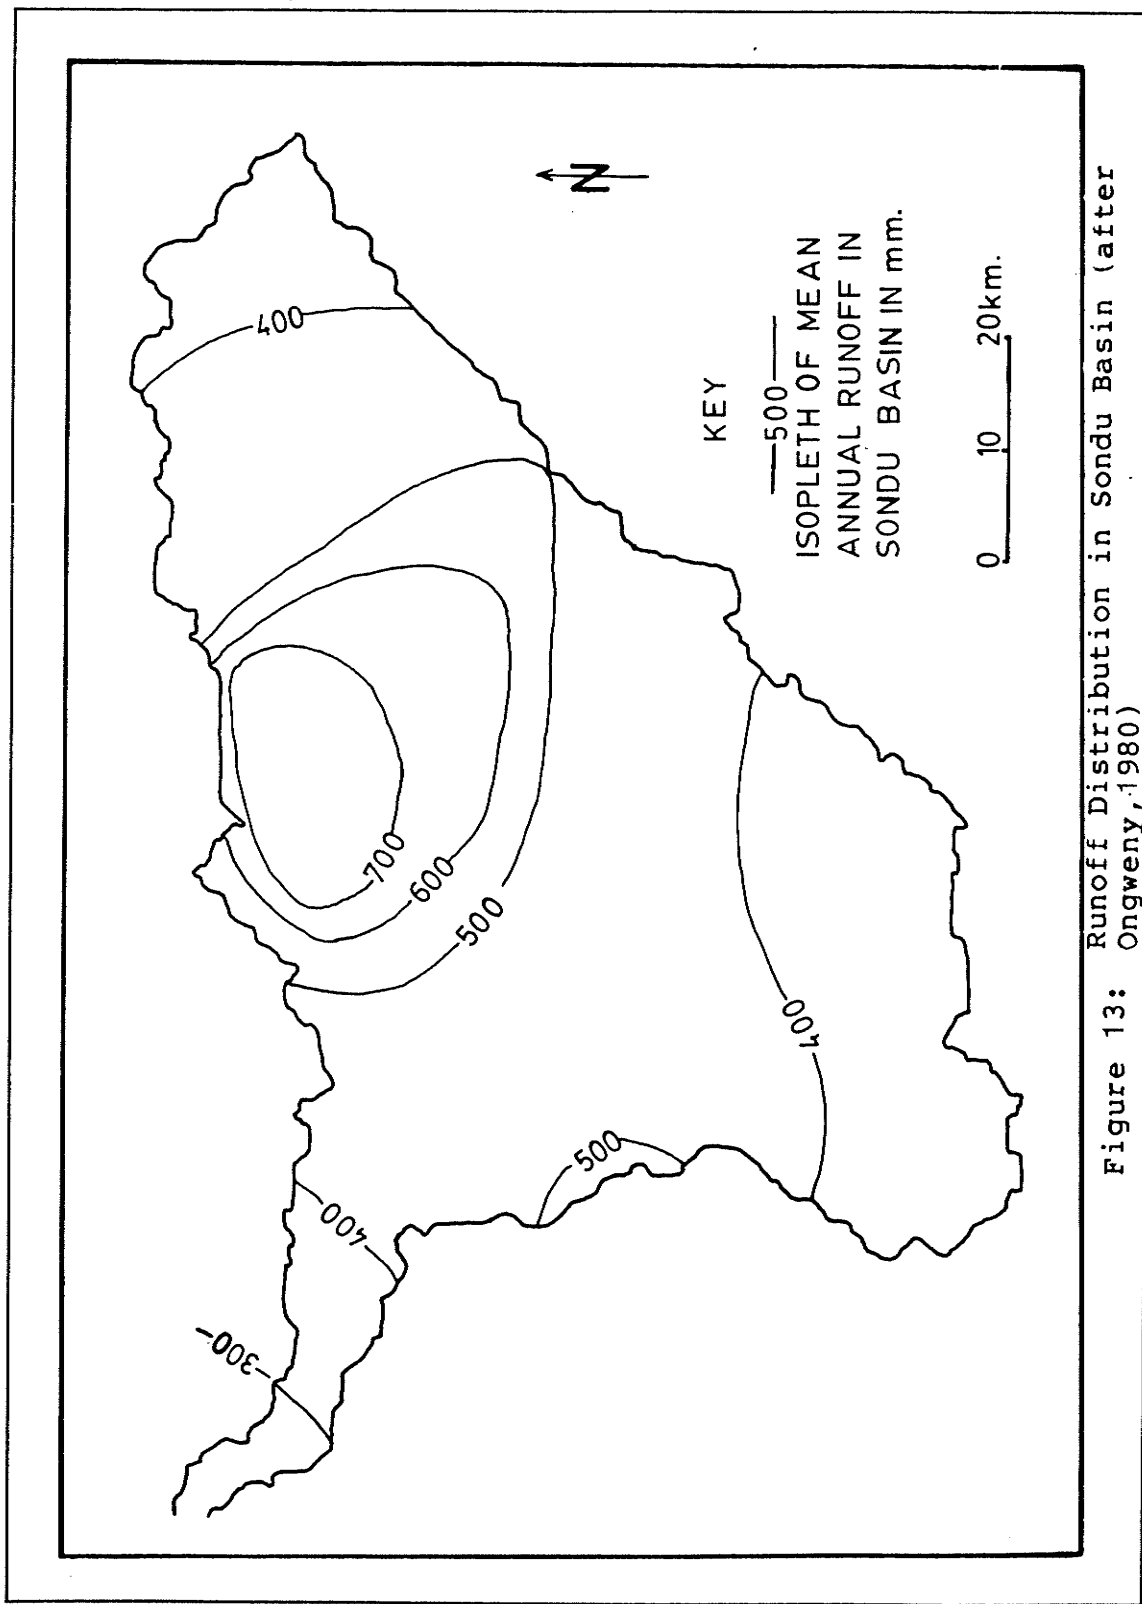 400
700
600
500
400
300
500
400
N
KEY
500
ISOPLETH OF MEAN
ANNUAL RUNOFF IN
SONDU BASIN IN mm.
0 10 20km.
Figure 13: Runoff Distribution in Sondu Basin (after
Ongweny, 1980)